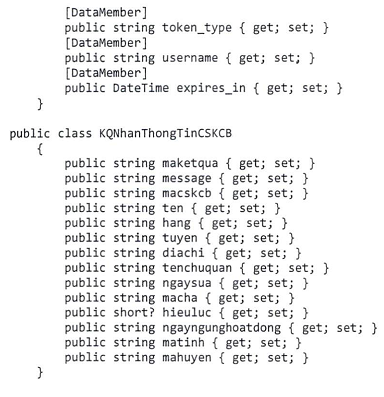 [DataMember]
public string token_type { get; set; }
[DataMember]
public string username { get; set; }
[DataMember]
public DateTime expires_in { get; set; }
}
public class KQNhanThongTinCSKCB
{
public string maketqua { get; set; }
public string message { get; set; }
public string macskcb { get; set; }
public string ten { get; set; }
public string hang { get; set; }
public string tuyen { get; set; }
public string diachi { get; set; }
public string tenchuquan { get; set; }
public string ngaysua { get; set; }
public string macha { get; set; }
public short? hieuluc { get; set; }
public string ngayngunghoatdong { get; set; }
public string matinh { get; set; }
public string mahuyen { get; set; }
}